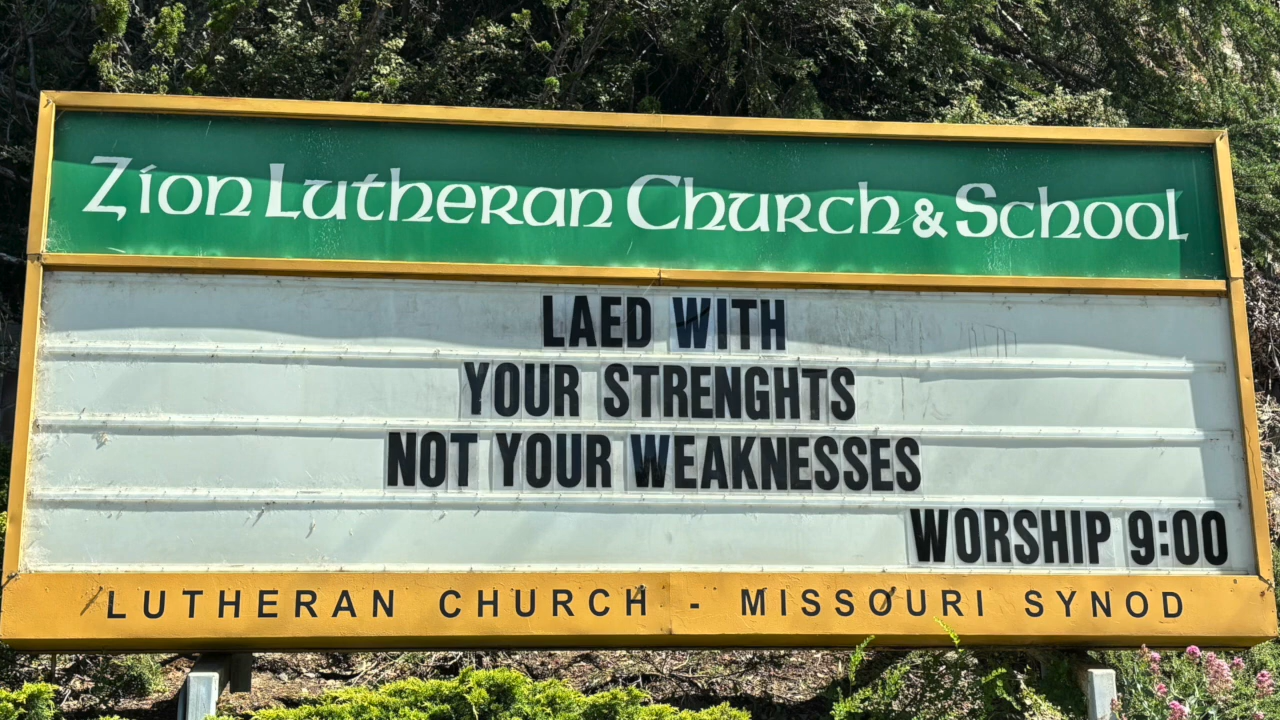 Zion Lutheran Church & School
LAED WITH
YOUR STRENGHTS
NOT YOUR WEAKNESSES
WORSHIP 9:00
LUTHERAN CHURCH - MISSOURI SYNOD